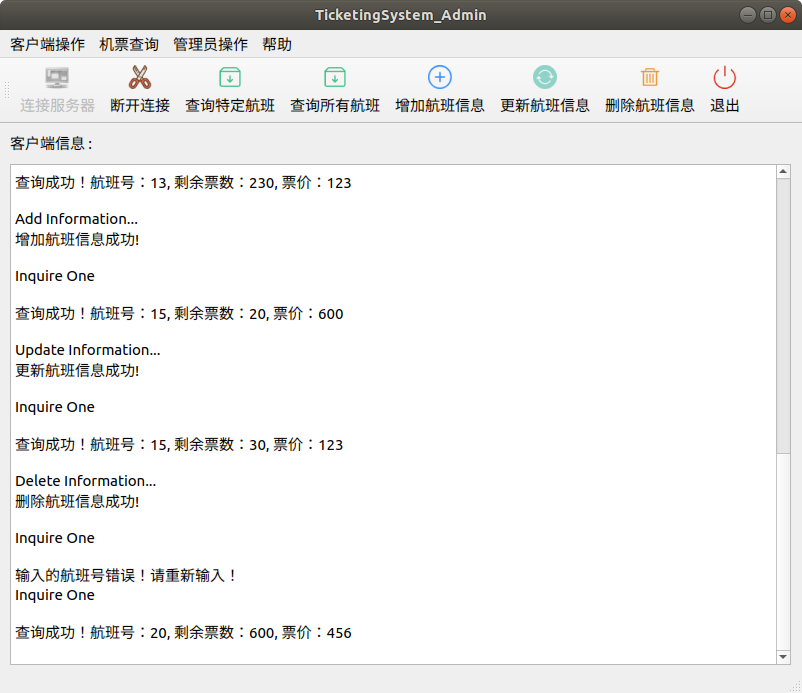 TicketingSystem_Admin
客户端操作 机票查询 管理员操作 帮助
连接服务器 断开连接 查询特定航班 查询所有航班 增加航班信息 更新航班信息 删除航班信息 退出
客户端信息:
查询成功！航班号：13, 剩余票数：230, 票价：123
Add Information...
增加航班信息成功!
Inquire One
查询成功！航班号：15, 剩余票数：20, 票价：600
Update Information...
更新航班信息成功!
Inquire One
查询成功！航班号：15, 剩余票数：30, 票价：123
Delete Information...
删除航班信息成功!
Inquire One
输入的航班号错误！请重新输入！
Inquire One
查询成功！航班号：20, 剩余票数：600, 票价：456